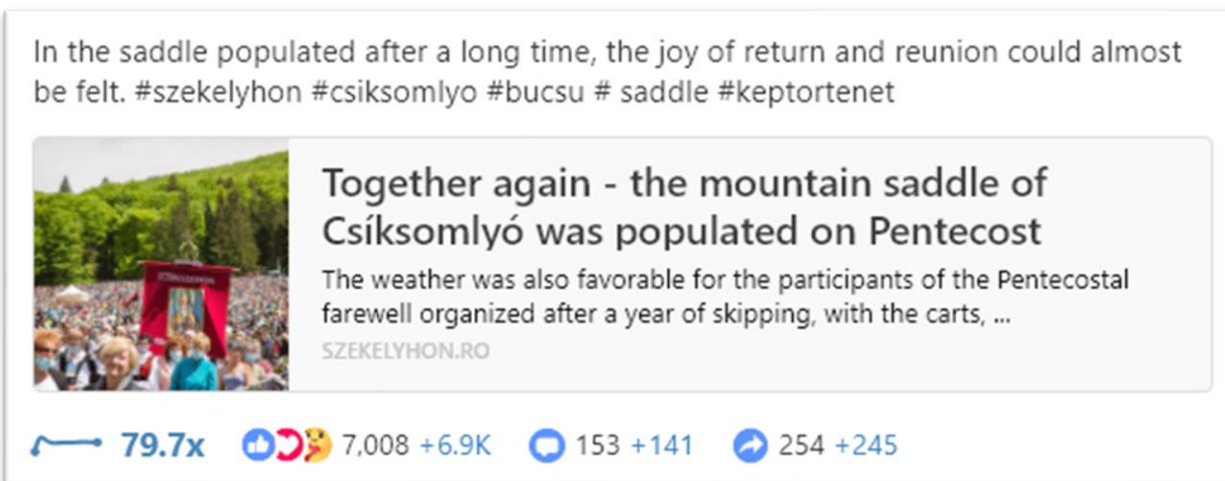 In the saddle populated after a long time, the joy of return and reunion could almost
be felt. #szekelyhon #csiksomlyo #bucsu # saddle #keptortenet
Together again - the mountain saddle of
Csíksomlyó was populated on Pentecost
The weather was also favorable for the participants of the Pentecostal
farewell organized after a year of skipping, with the carts, ...
SZEKELYHON.RO
79.7x 7,008 +6.9K 153 +141 254 +245